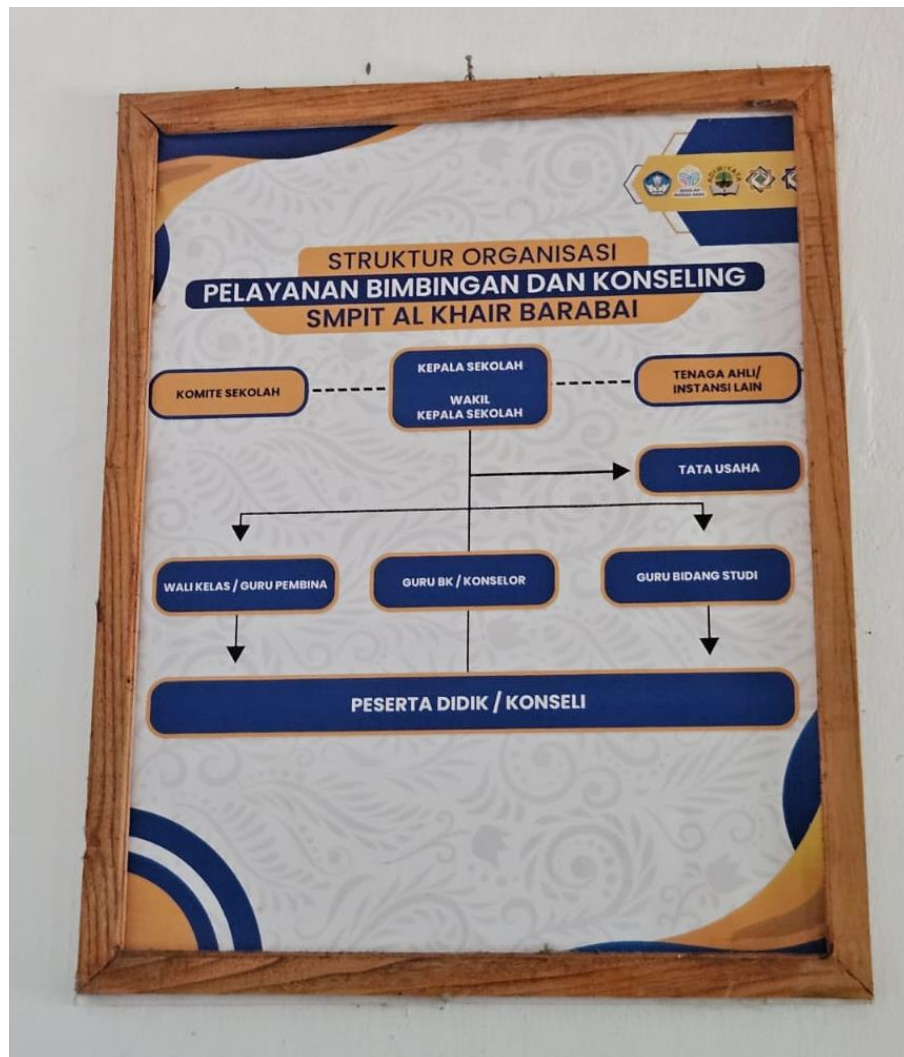 ADIWIYATA
STRUKTUR ORGANISASI
PELAYANAN BIMBINGAN DAN KONSELING
SMPIT AL KHAIR BARABAI
KOMITE SEKOLAH
KEPALA SEKOLAH
WAKIL
KEPALA SEKOLAH
TENAGA AHLI/
INSTANSI LAIN
TATA USAHA
WALI KELAS / GURU PEMBINA
GURU BK / KONSELOR
GURU BIDANG STUDI
PESERTA DIDIK / KONSELI